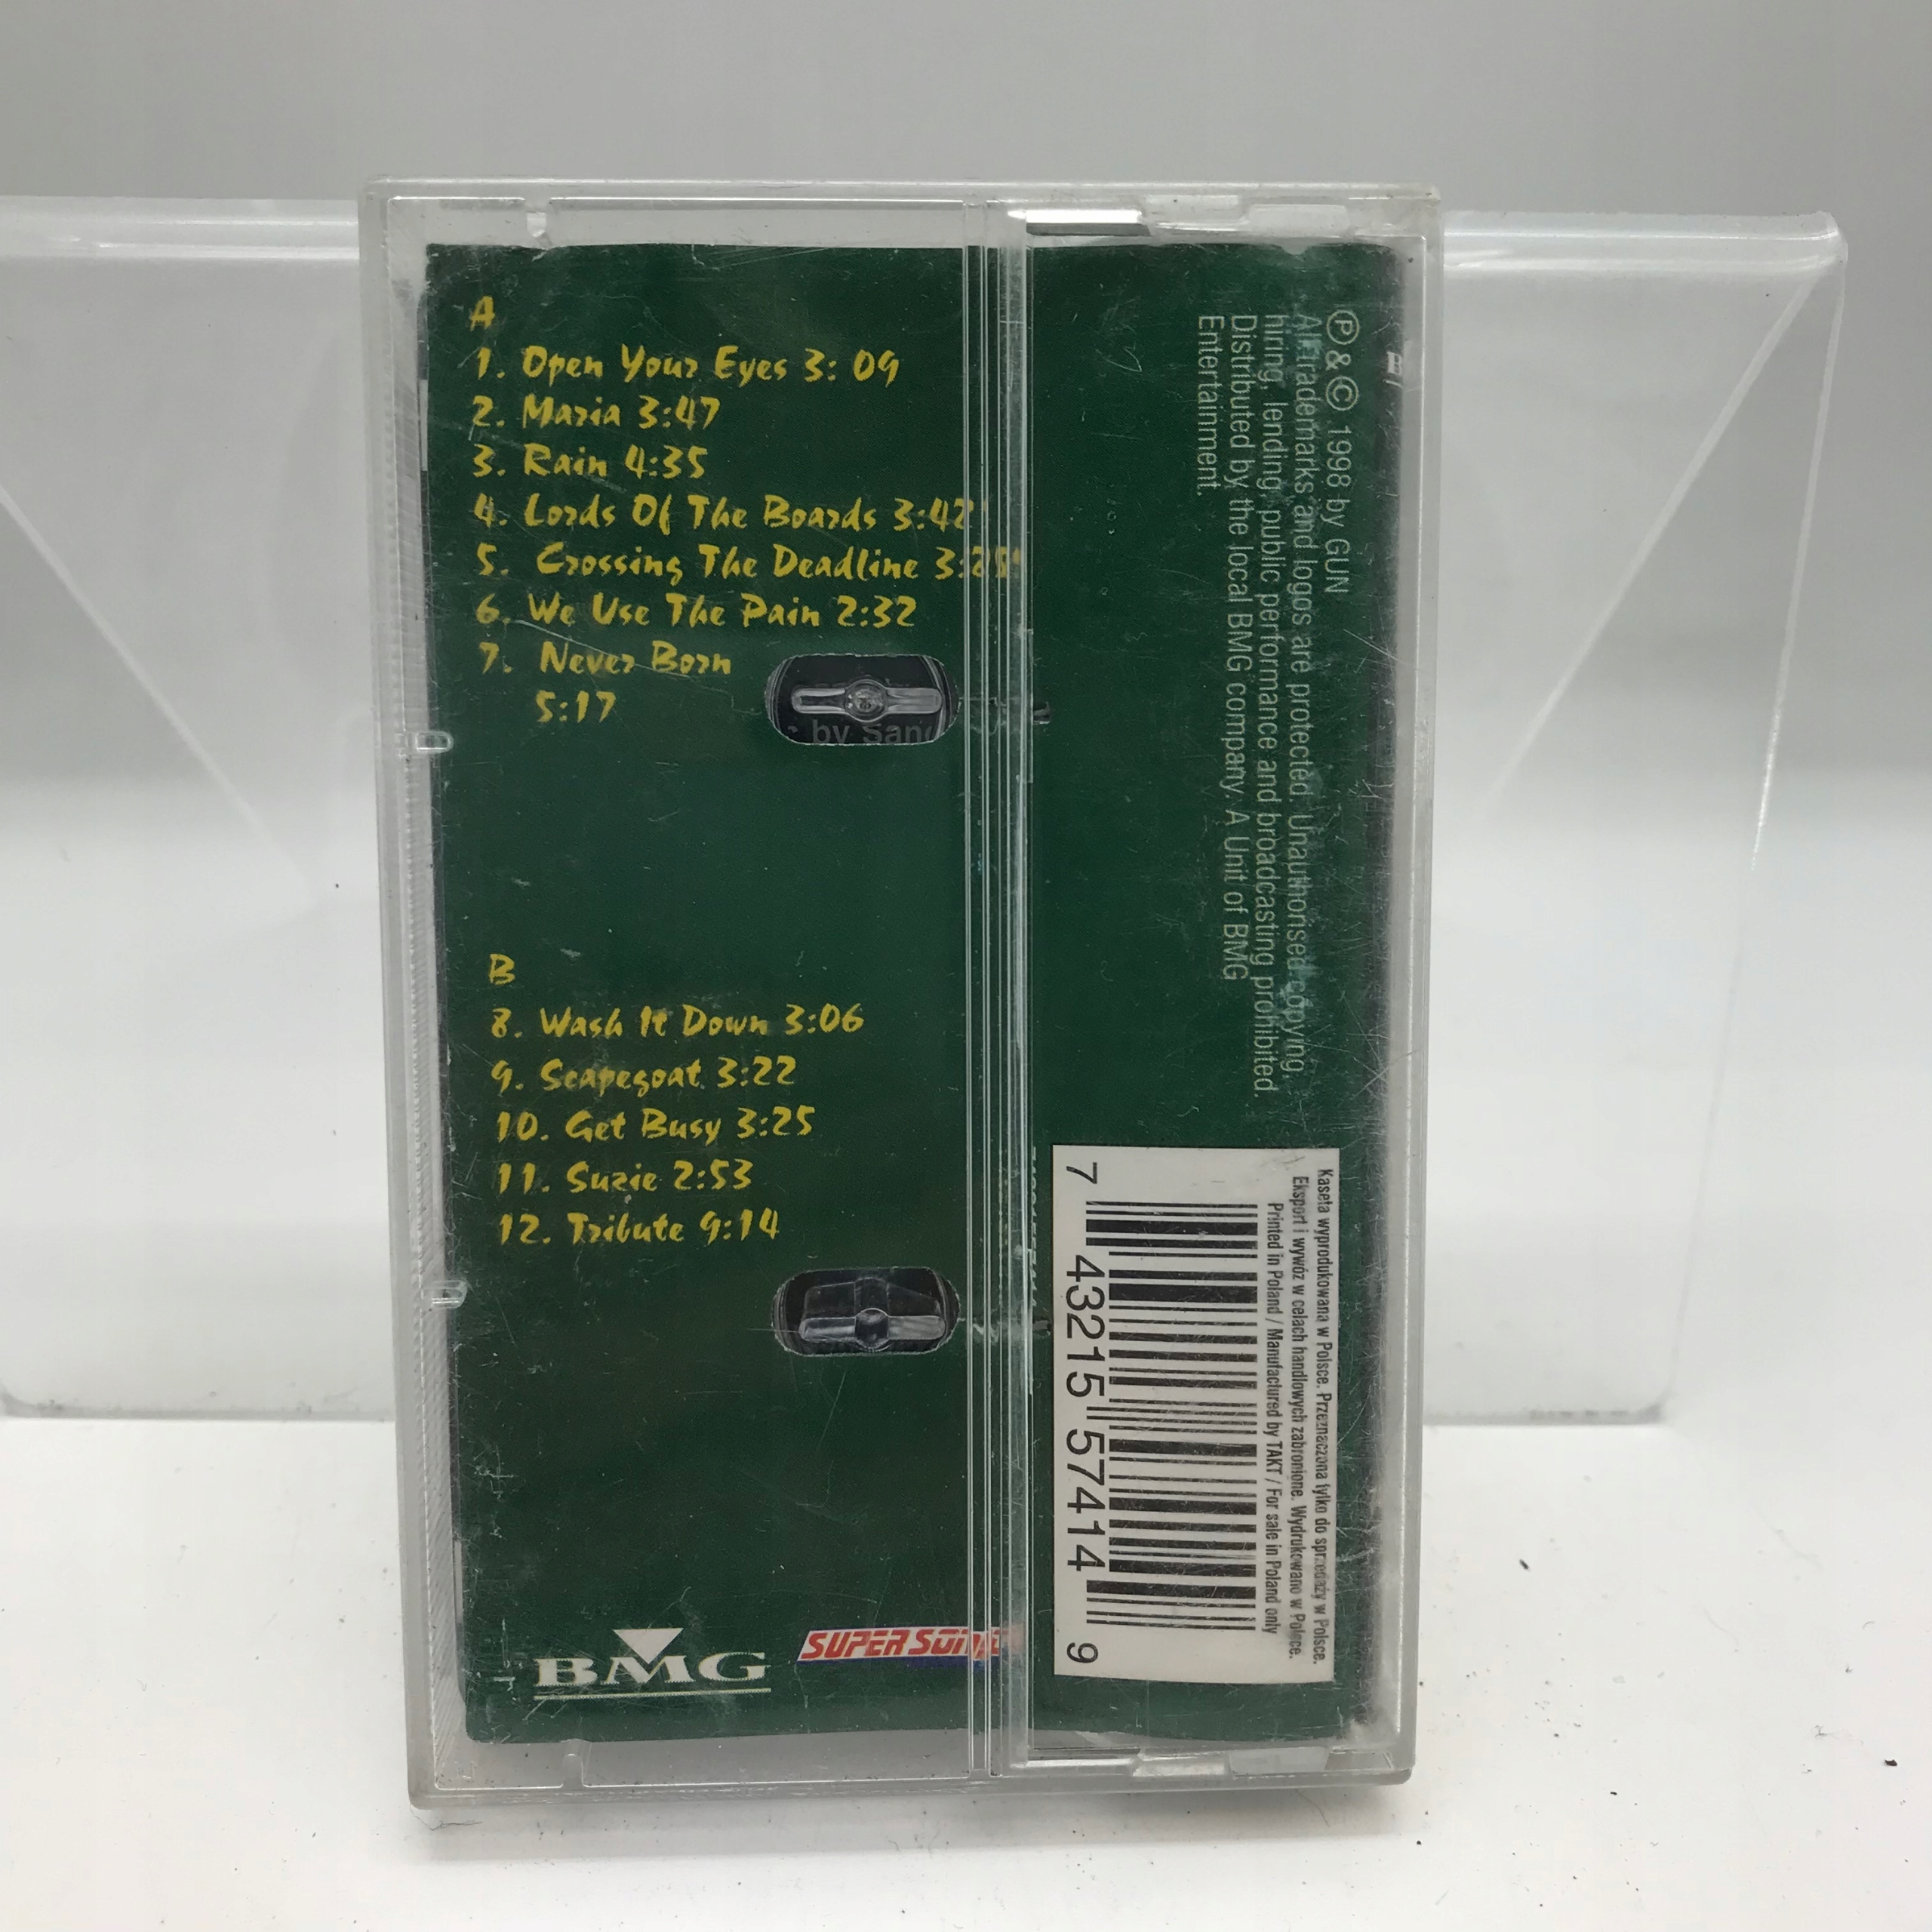 A
1. Open Your Eyes 3: 09
2. Maria 3:47
3. Rain 4:35
4. Lords Of The Boards 3:42
5. Crossing The Deadline
6. We Use The Pain 2:32
7. Never Born
5:17
by
B
8. Wash It Down 3:06
9. Scapegoat 3:22
10. Get Busy 3:25
11. Suzie 2:53
12. Tribute 9:14
BMG
SUPERSONIC
Ⓟ & © 1998 by GUN
All trademarks and logos are protected. Unauthorised copying,
hiring, lending, public performance and broadcasting prohibited.
Distributed by the local BMG company. A Unit of BMG
Entertainment.
Kaseta wyprodukowana w Polsce. Przeznaczona tylko do sprzedaży w Polsce.
Eksport i wywóz w celach handlowych zabronione. Wydrukowano w Polsce.
Printed in Poland / Manufactured by TAKT / For sale in Poland only
7 43215 57414 9